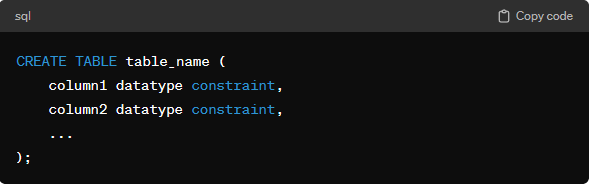 sql
Copy code
CREATE TABLE table_name (
    column1 datatype constraint,
    column2 datatype constraint,
    ...
);